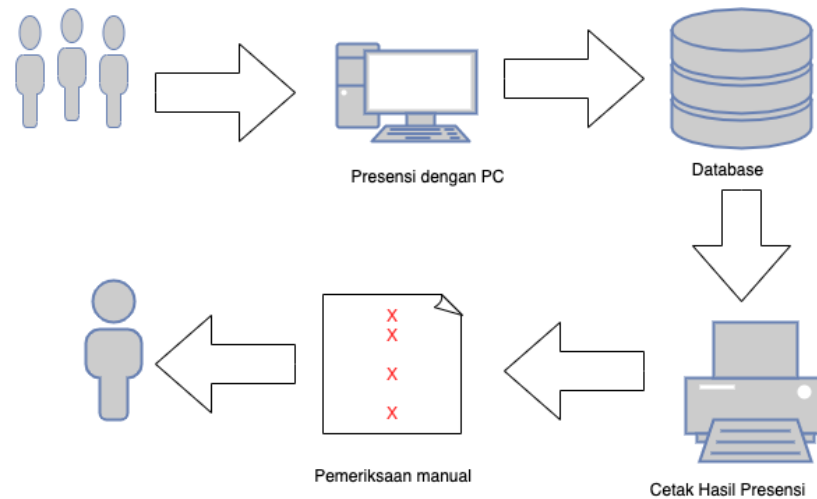 Presensi dengan PC
Database
X
X
X
X
Pemeriksaan manual
Cetak Hasil Presensi